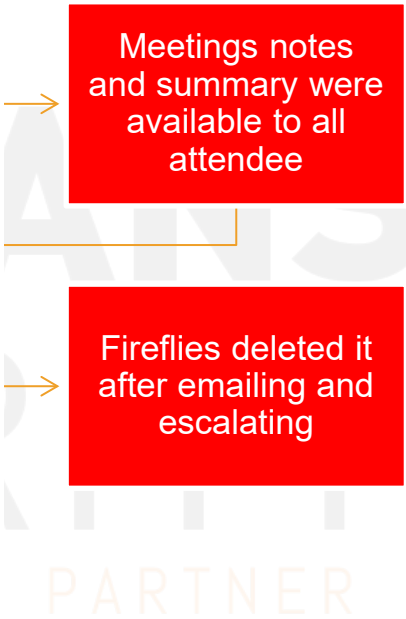 Meetings notes
and summary were
available to all
attendee
Fireflies deleted it
after emailing and
escalating
PARTNER